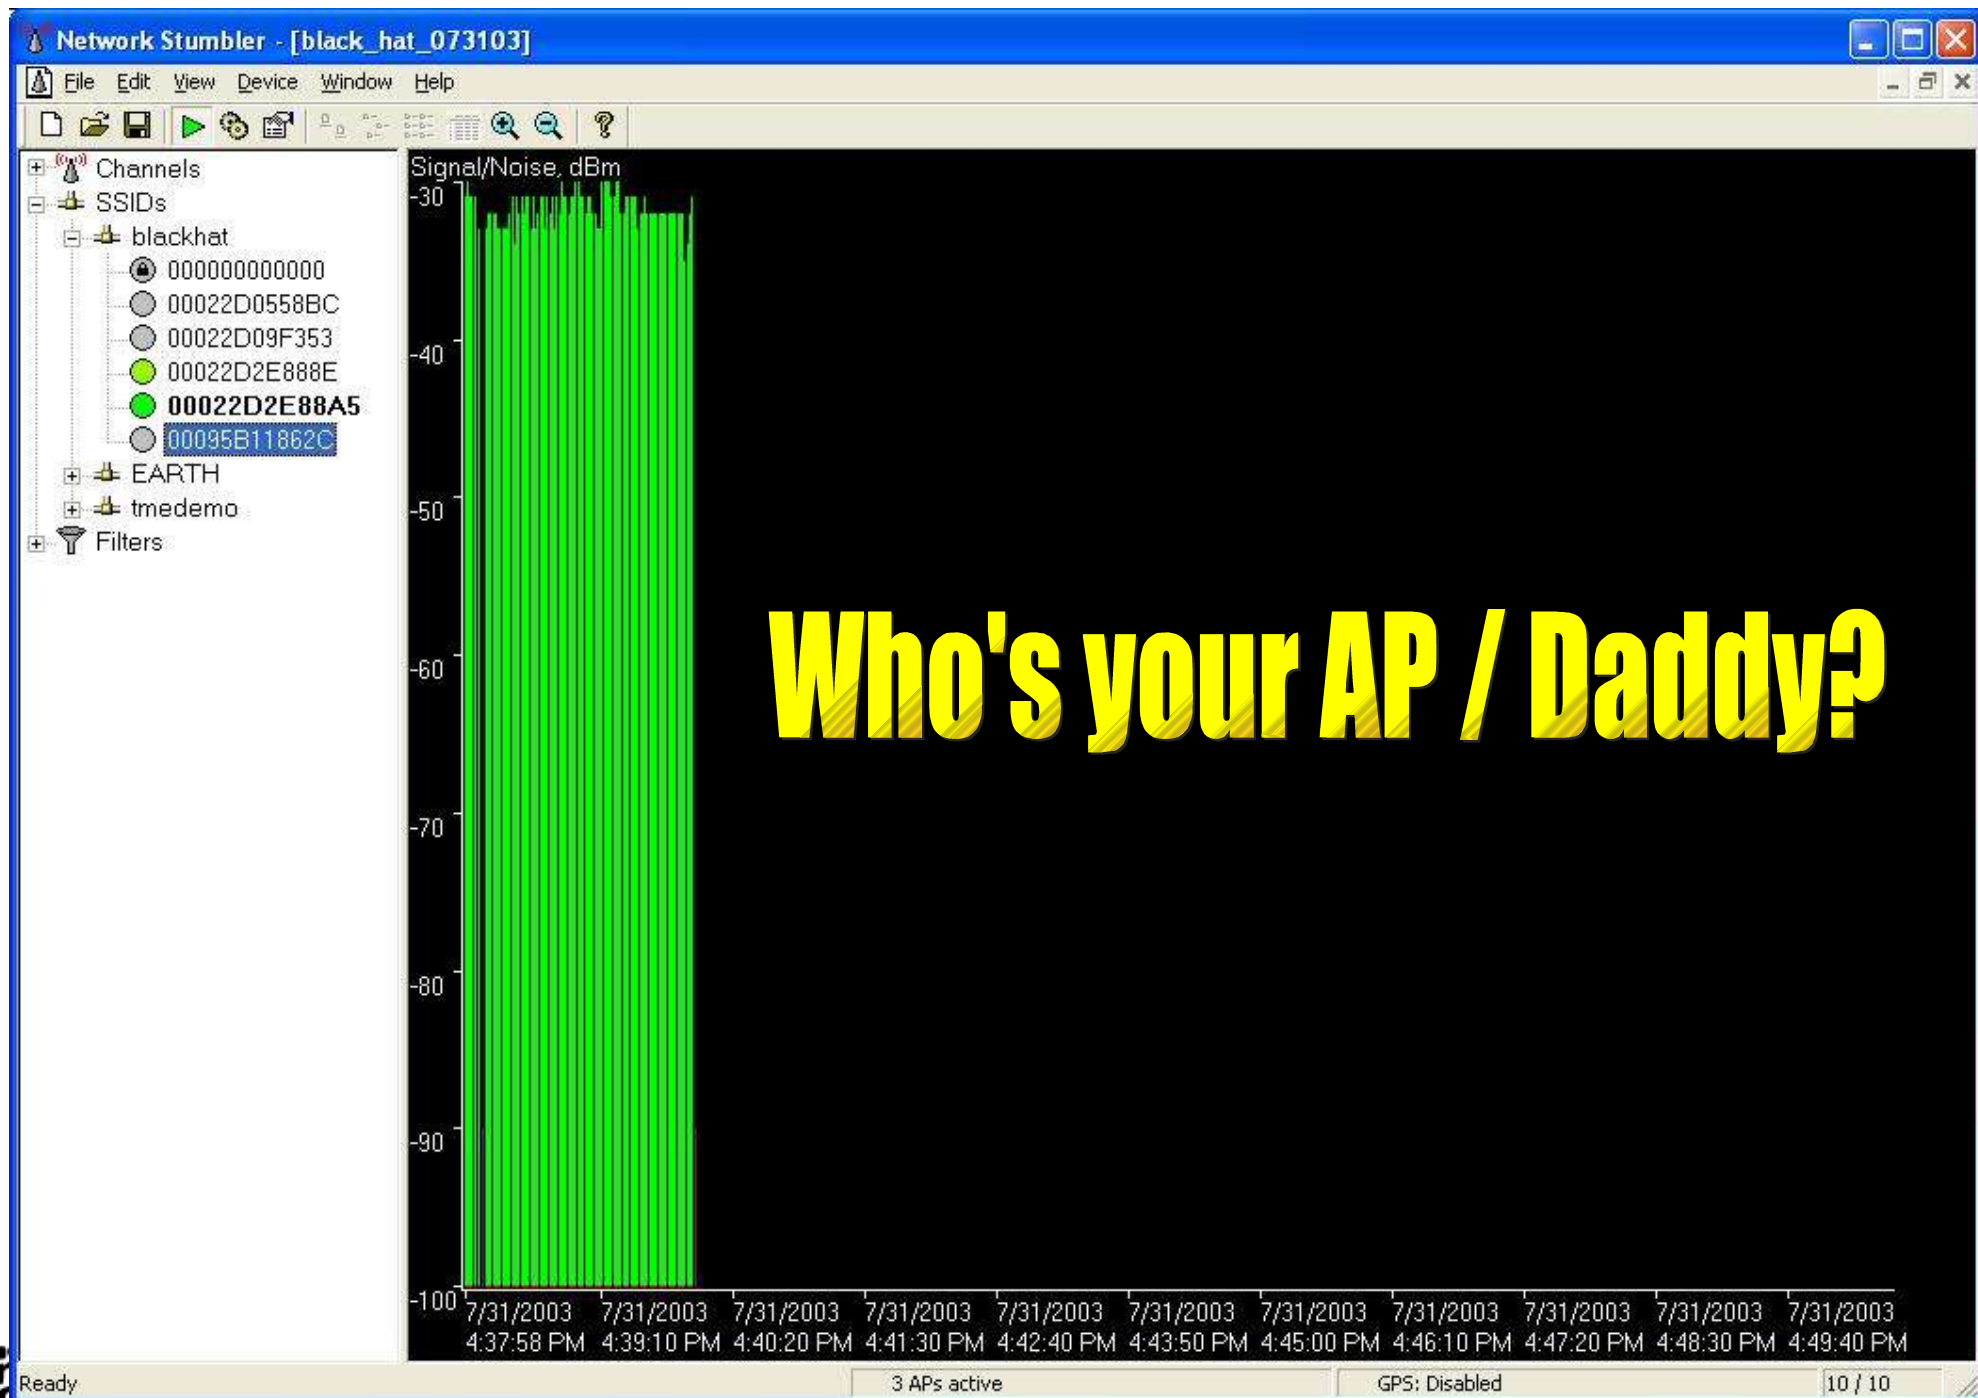 Network Stumbler - [black_hat_073103]
File Edit View Device Window Help
Channels
SSIDs
blackhat
000000000000
00022D0558BC
00022D09F353
00022D2E888E
00022D2E88A5
00095B11862C
EARTH
tmedemo
Filters
Signal/Noise, dBm
-30
-40
-50
-60
-70
-80
-90
-100
Who's your AP / Daddy?
7/31/2003 7/31/2003 7/31/2003 7/31/2003 7/31/2003 7/31/2003 7/31/2003 7/31/2003 7/31/2003 7/31/2003 7/31/2003
4:37:58 PM 4:39:10 PM 4:40:20 PM 4:41:30 PM 4:42:40 PM 4:43:50 PM 4:45:00 PM 4:46:10 PM 4:47:20 PM 4:48:30 PM 4:49:40 PM
Ready 3 APs active GPS: Disabled 10 / 10